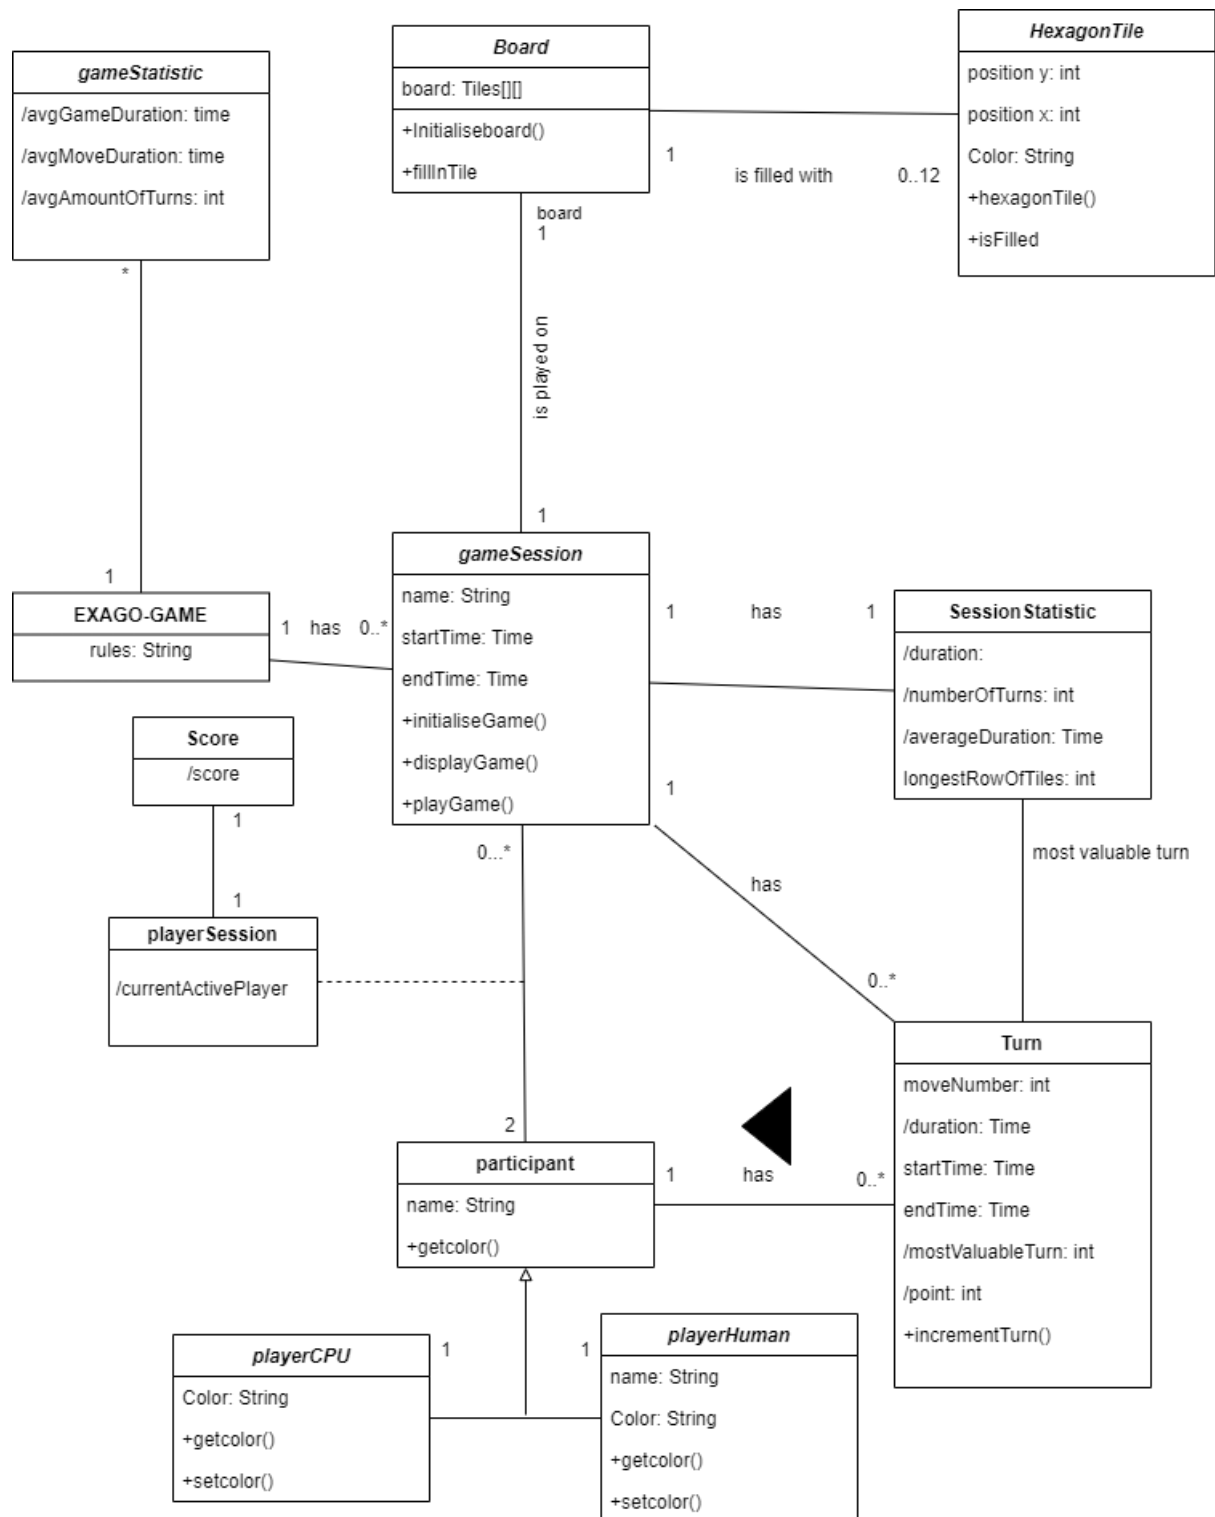 gameStatistic
/avgGameDuration: time
/avgMoveDuration: time
/avgAmountOfTurns: int
*
Board
board: Tiles[][]
+Initialiseboard()
+fillInTile
board
1
1
is filled with
0..12
HexagonTile
position y: int
position x: int
Color: String
+hexagonTile()
+isFilled
is played on
1
1
EXAGO-GAME
rules: String
1 has 0..*
gameSession
name: String
startTime: Time
endTime: Time
+initialiseGame()
+displayGame()
+playGame()
1 has 1
SessionStatistic
/duration:
/numberOfTurns: int
/averageDuration: Time
longestRowOfTiles: int
Score
/score
1
1
playerSession
/currentActivePlayer
0...*
1
has
0..*
most valuable turn
Turn
moveNumber: int
/duration: Time
startTime: Time
endTime: Time
/mostValuableTurn: int
/point: int
+incrementTurn()
2
participant
name: String
+getcolor()
1 has 0..*
playerCPU
Color: String
+getcolor()
+setcolor()
1
1
playerHuman
name: String
Color: String
+getcolor()
+setcolor()